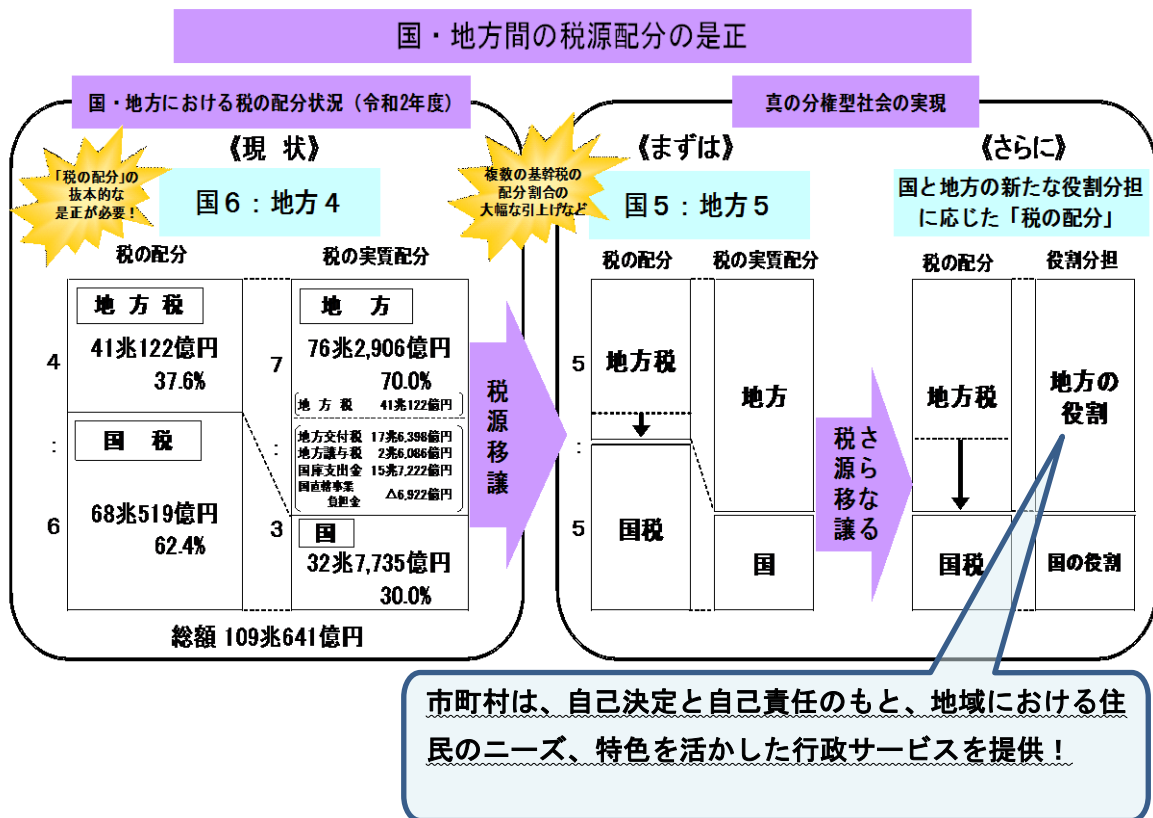 国・地方間の税源配分の是正
国・地方における税の配分状況（令和2年度）
《現 状》
「税の配分」の
抜本的な
是正が必要！
国６：地方４
税の配分
税の実質配分
4
:
6
地 方 税
41兆122億円
37.6%
国 税
68兆519億円
62.4%
7
:
3
地 方
76兆2,906億円
70.0%
地 方 税 41兆122億円
地方交付税 17兆6,398億円
地方譲与税 2兆6,086億円
国庫支出金 15兆7,222億円
国直轄事業
負担金 △6,922億円
国
32兆7,735億円
30.0%
総額 109兆641億円
税源移譲
真の分権型社会の実現
《まずは》
複数の基幹税の
配分割合の
大幅な引上げなど
国５：地方５
税の配分
税の実質配分
5
:
5
地方税
国税
地方
国
さらなる
税源移譲
《さらに》
国と地方の新たな役割分担
に応じた「税の配分」
税の配分
役割分担
地方税
国税
地方の
役割
国の役割
市町村は、自己決定と自己責任のもと、地域における住
民のニーズ、特色を活かした行政サービスを提供！